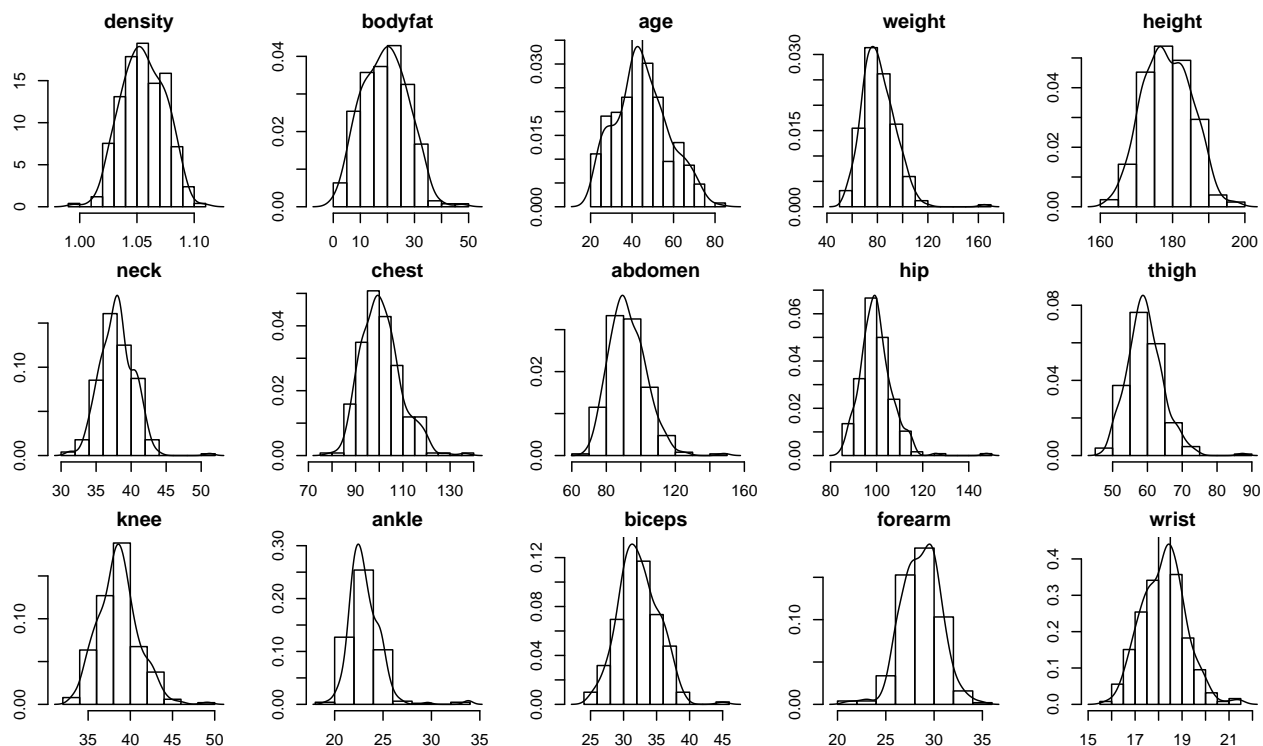 density bodyfat age weight height
0 5 10 15
1.00 1.05 1.10
0.00 0.02 0.04
0 10 20 30 40 50
0.000 0.015 0.030
20 40 60 80
0.000 0.015 0.030
40 80 120 160
0.00 0.02 0.04
160 180 200
neck chest abdomen hip thigh
0.00 0.10
30 35 40 45 50
0.00 0.02 0.04
70 90 110 130
0.00 0.02
60 80 120 160
0.00 0.02 0.04 0.06
80 100 120 140
0.00 0.04 0.08
50 60 70 80 90
knee ankle biceps forearm wrist
0.00 0.10
35 40 45 50
0.00 0.10 0.20 0.30
20 25 30 35
0.00 0.04 0.08 0.12
25 30 35 40 45
0.00 0.10
20 25 30 35
0.0 0.1 0.2 0.3 0.4
15 17 19 21